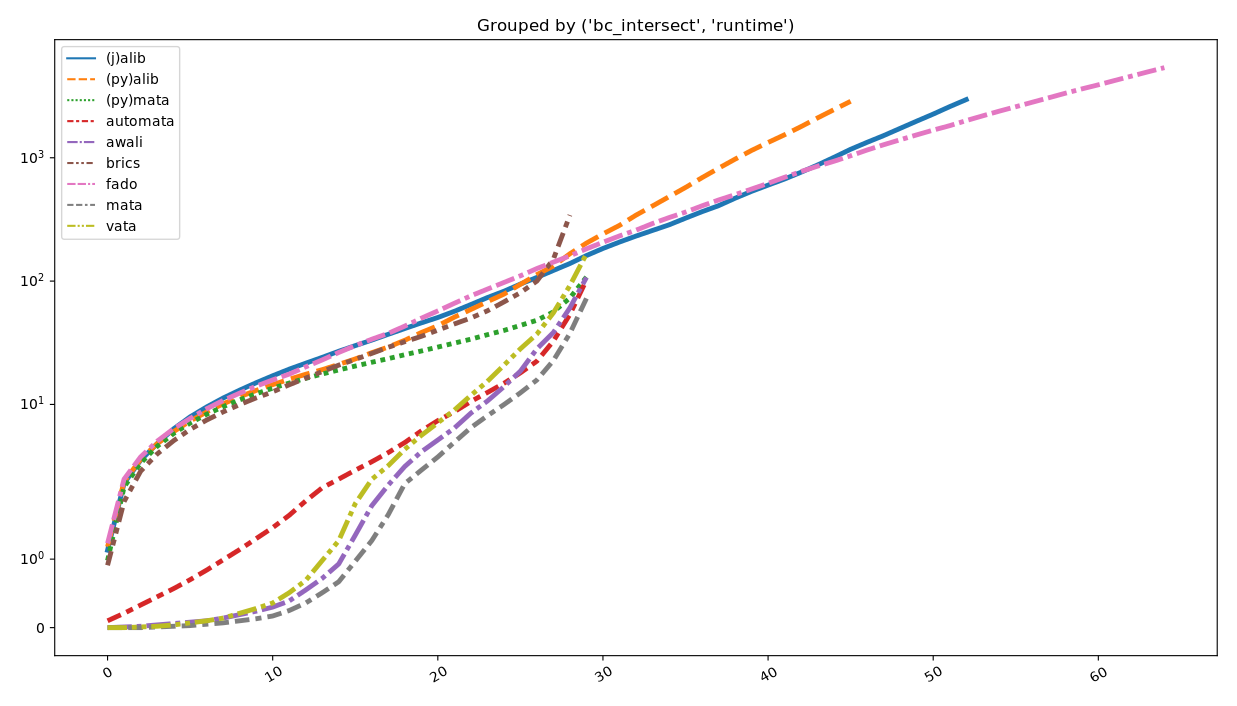 Grouped by ('bc_intersect', 'runtime')
(j)alib
(py)alib
(py)mata
automata
awali
brics
fado
mata
vata
10³
10²
10¹
10⁰
0
0
10
20
30
40
50
60